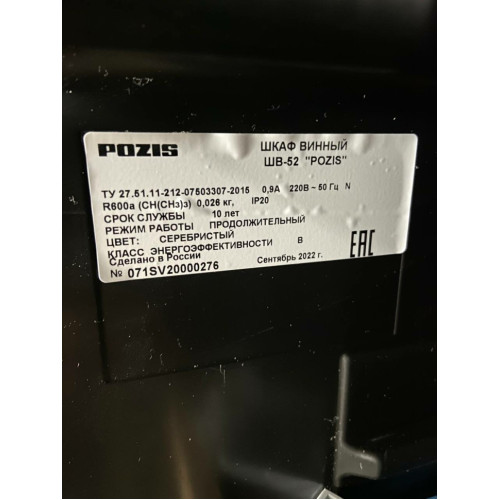 POZIS
ШКАФ ВИННЫЙ
ШВ-52 "POZIS"
ТУ 27.51.11-212-07503307-2015 0,9А 220В ~ 50 Гц N
R600a (CH(CH3)3) 0,026 кг, IP20
СРОК СЛУЖБЫ 10 лет
РЕЖИМ РАБОТЫ ПРОДОЛЖИТЕЛЬНЫЙ
ЦВЕТ: СЕРЕБРИСТЫЙ
КЛАСС ЭНЕРГОЭФФЕКТИВНОСТИ В
Сделано в России
Сентябрь 2022 г.
№ 071SV20000276
EAC